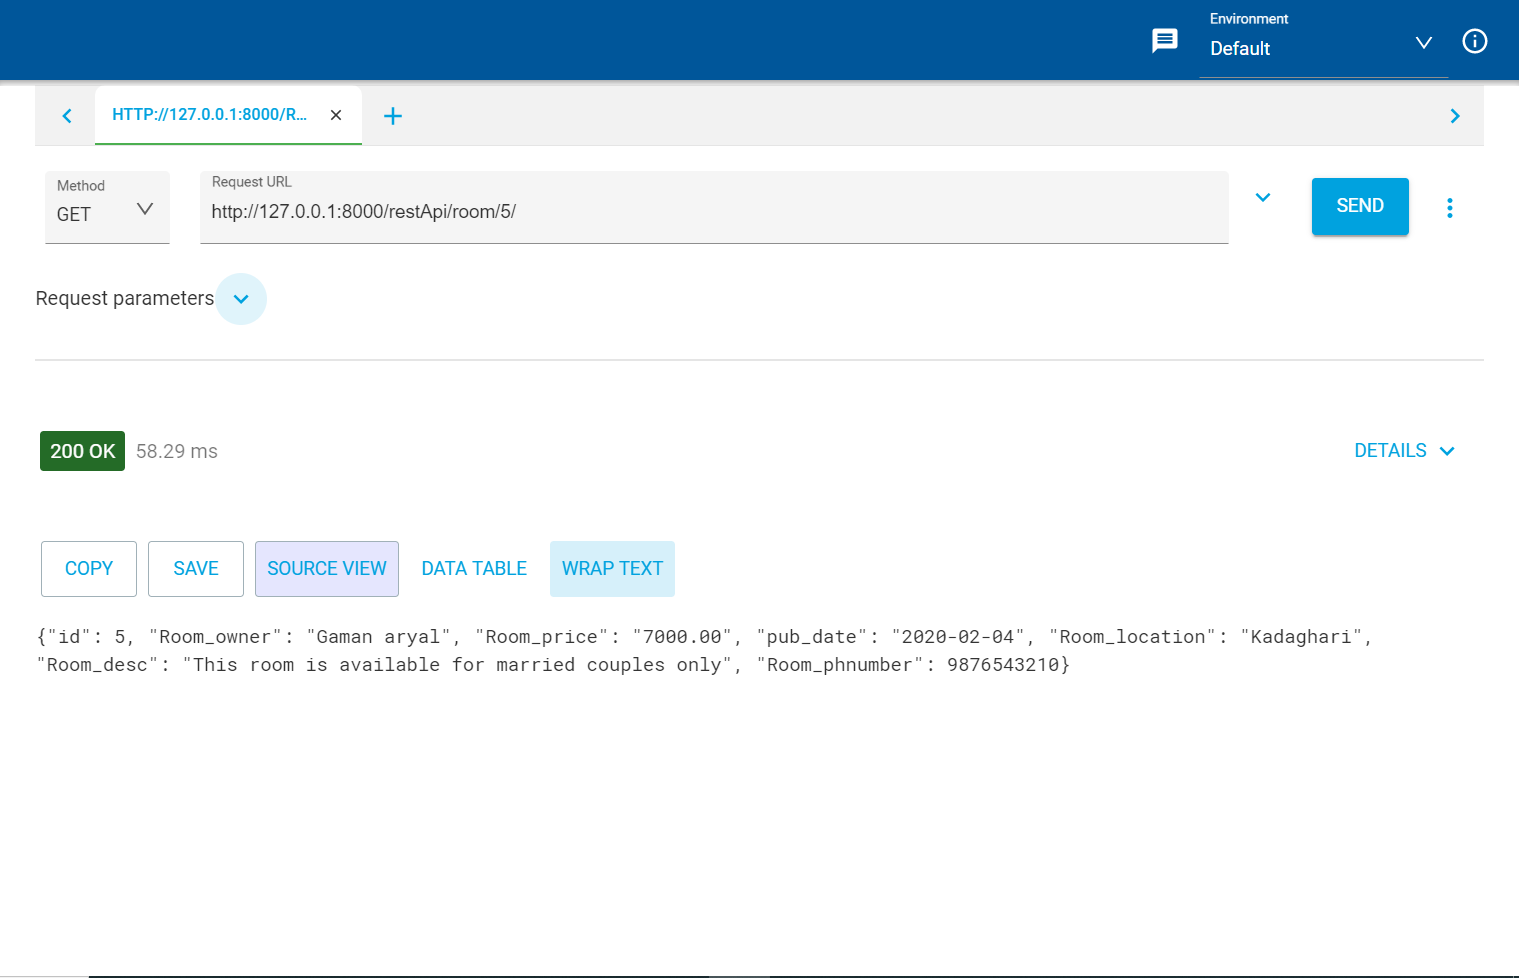 Environment
Default
HTTP://127.0.0.1:8000/R...
Method
GET
Request URL
http://127.0.0.1:8000/restApi/room/5/
SEND
Request parameters
200 OK 58.29 ms
DETAILS
COPY SAVE SOURCE VIEW DATA TABLE WRAP TEXT
{"id": 5, "Room_owner": "Gaman aryal", "Room_price": "7000.00", "pub_date": "2020-02-04", "Room_location": "Kadaghari",
"Room_desc": "This room is available for married couples only", "Room_phnumber": 9876543210}